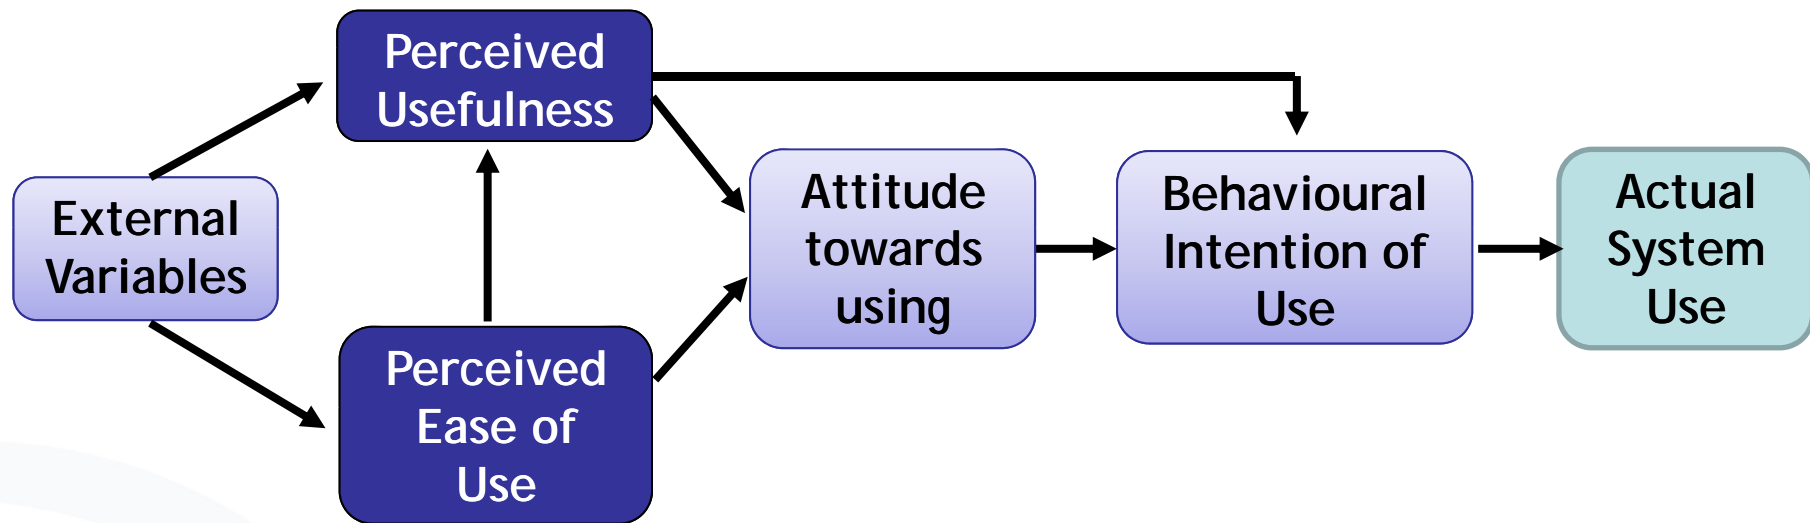 Perceived
Usefulness
External
Variables
Perceived
Ease of
Use
Attitude
towards
using
Behavioural
Intention of
Use
Actual
System
Use